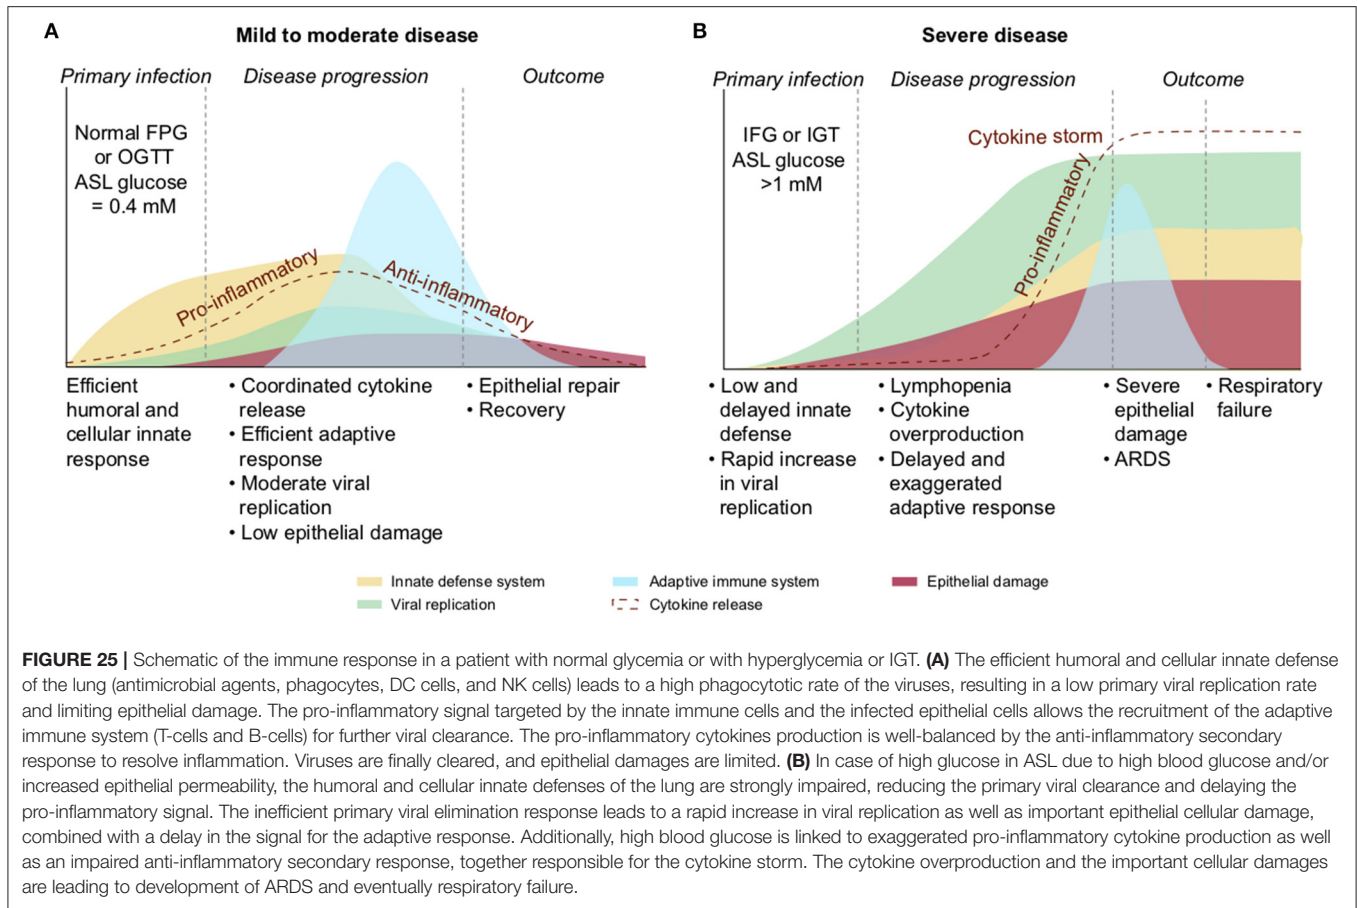 A
Mild to moderate disease
Primary infection
Disease progression
Outcome
Normal FPG
or OGTT
ASL glucose
= 0.4 mM
Pro-inflammatory
Anti-inflammatory
Efficient
humoral and
cellular innate
response
• Coordinated cytokine
release
• Efficient adaptive
response
• Moderate viral
replication
• Low epithelial damage
• Epithelial repair
• Recovery
B
Severe disease
Primary infection
Disease progression
Outcome
IFG or IGT
ASL glucose
>1 mM
Cytokine storm
Pro-inflammatory
• Low and
delayed innate
defense
• Rapid increase
in viral
replication
• Lymphopenia
• Cytokine
overproduction
• Delayed and
exaggerated
adaptive response
• Severe
epithelial
damage
• ARDS
• Respiratory
failure
Innate defense system
Adaptive immune system
Epithelial damage
Viral replication
Cytokine release
FIGURE 25 | Schematic of the immune response in a patient with normal glycemia or with hyperglycemia or IGT. (A) The efficient humoral and cellular innate defense
of the lung (antimicrobial agents, phagocytes, DC cells, and NK cells) leads to a high phagocytotic rate of the viruses, resulting in a low primary viral replication rate
and limiting epithelial damage. The pro-inflammatory signal targeted by the innate immune cells and the infected epithelial cells allows the recruitment of the adaptive
immune system (T-cells and B-cells) for further viral clearance. The pro-inflammatory cytokines production is well-balanced by the anti-inflammatory secondary
response to resolve inflammation. Viruses are finally cleared, and epithelial damages are limited. (B) In case of high glucose in ASL due to high blood glucose and/or
increased epithelial permeability, the humoral and cellular innate defenses of the lung are strongly impaired, reducing the primary viral clearance and delaying the
pro-inflammatory signal. The inefficient primary viral elimination response leads to a rapid increase in viral replication as well as important epithelial cellular damage,
combined with a delay in the signal for the adaptive response. Additionally, high blood glucose is linked to exaggerated pro-inflammatory cytokine production as well
as an impaired anti-inflammatory secondary response, together responsible for the cytokine storm. The cytokine overproduction and the important cellular damages
are leading to development of ARDS and eventually respiratory failure.